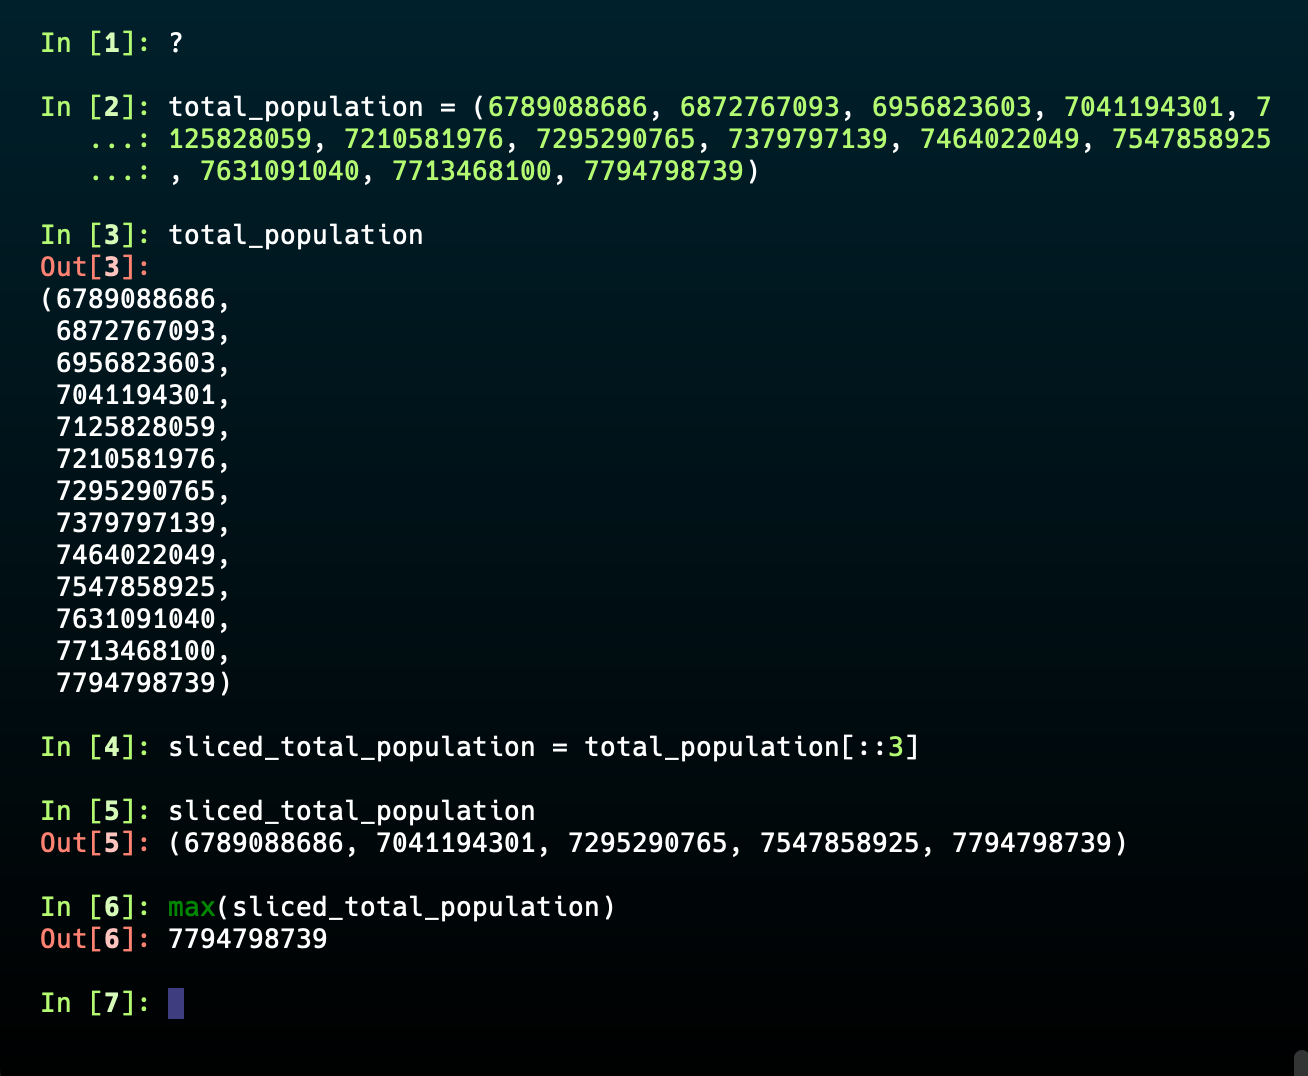 In [1]: ?
In [2]: total_population = (6789088686, 6872767093, 6956823603, 7041194301, 7
...: 125828059, 7210581976, 7295290765, 7379797139, 7464022049, 7547858925
...: , 7631091040, 7713468100, 7794798739)
In [3]: total_population
Out[3]:
(6789088686,
6872767093,
6956823603,
7041194301,
7125828059,
7210581976,
7295290765,
7379797139,
7464022049,
7547858925,
7631091040,
7713468100,
7794798739)
In [4]: sliced_total_population = total_population[::3]
In [5]: sliced_total_population
Out[5]: (6789088686, 7041194301, 7295290765, 7547858925, 7794798739)
In [6]: max(sliced_total_population)
Out[6]: 7794798739
In [7]: